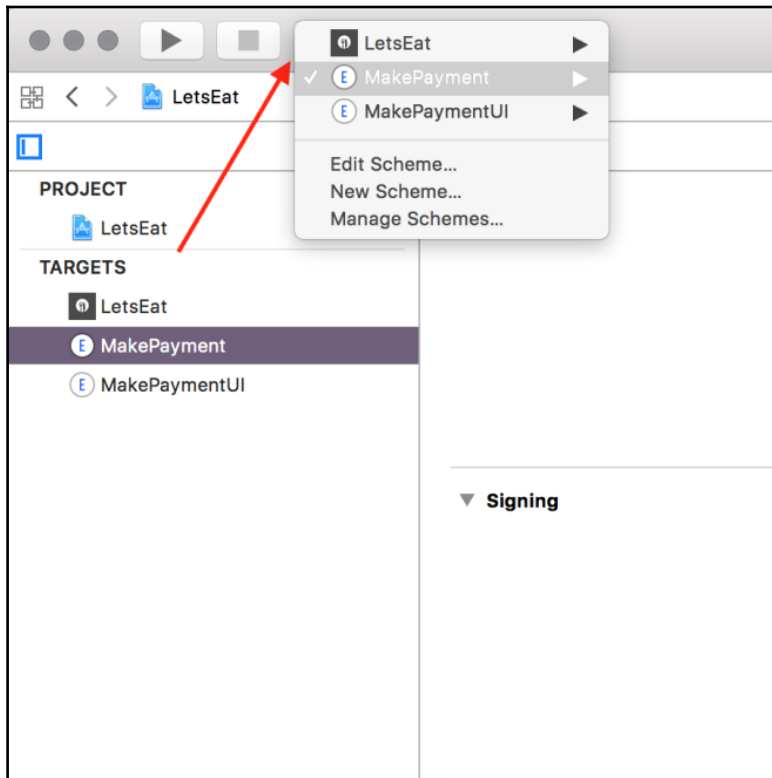 LetsEat
E MakePayment
E MakePaymentUI
Edit Scheme...
New Scheme...
Manage Schemes...
LetsEat
PROJECT
LetsEat
TARGETS
LetsEat
E MakePayment
E MakePaymentUI
Signing